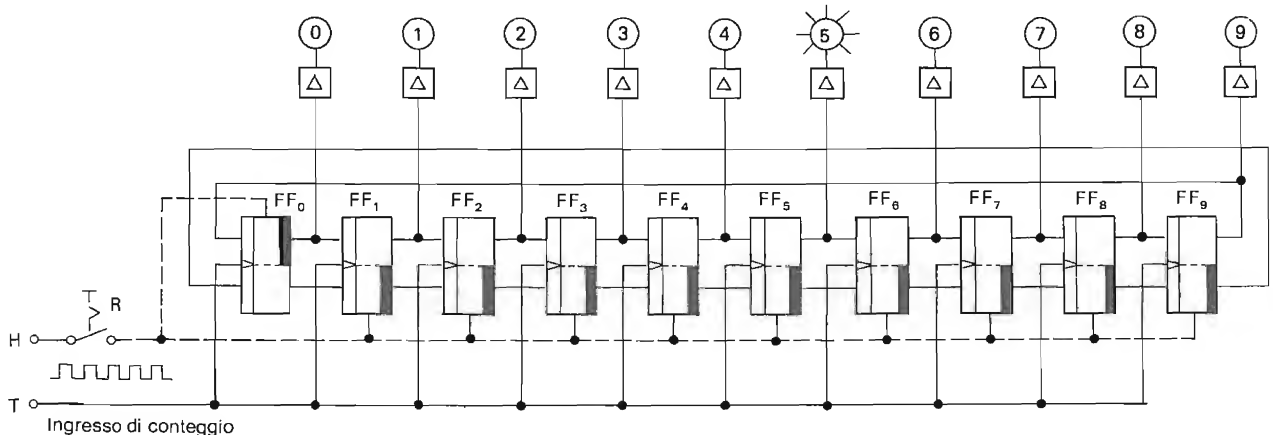 0 1 2 3 4 5 6 7 8 9
FF0 FF1 FF2 FF3 FF4 FF5 FF6 FF7 FF8 FF9
R
H
T
Ingresso di conteggio